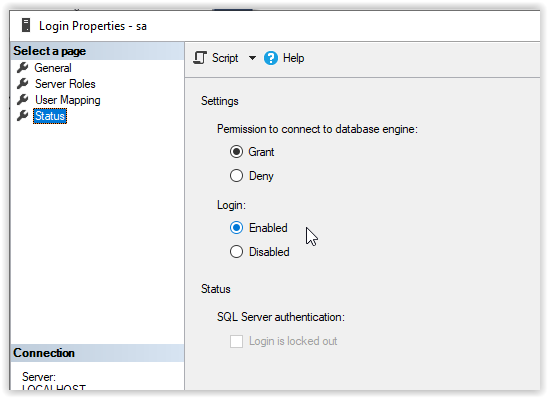 Login Properties - sa
Select a page
General
Server Roles
User Mapping
Status
Script
Help
Settings
Permission to connect to database engine:
Grant
Deny
Login:
Enabled
Disabled
Status
SQL Server authentication:
Login is locked out
Connection
Server:
LOCALHOST